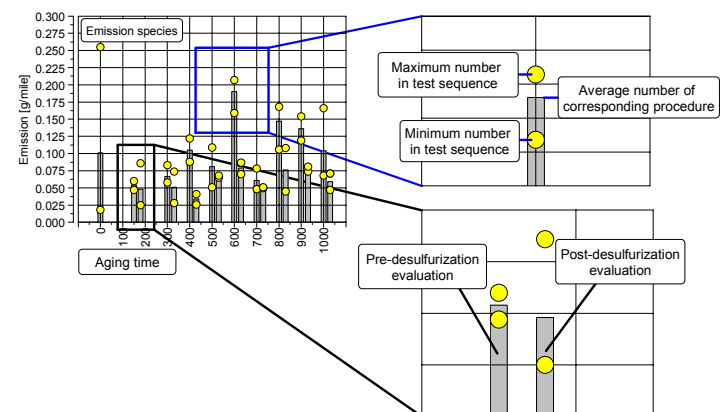 Emission species
Emission [g/mile]
0.300
0.275
0.250
0.225
0.200
0.175
0.150
0.125
0.100
0.075
0.050
0.025
0.000
0
100
200
300
400
500
600
700
800
900
1000
Aging time
Maximum number
in test sequence
Minimum number
in test sequence
Average number of
corresponding procedure
Pre-desulfurization
evaluation
Post-desulfurization
evaluation